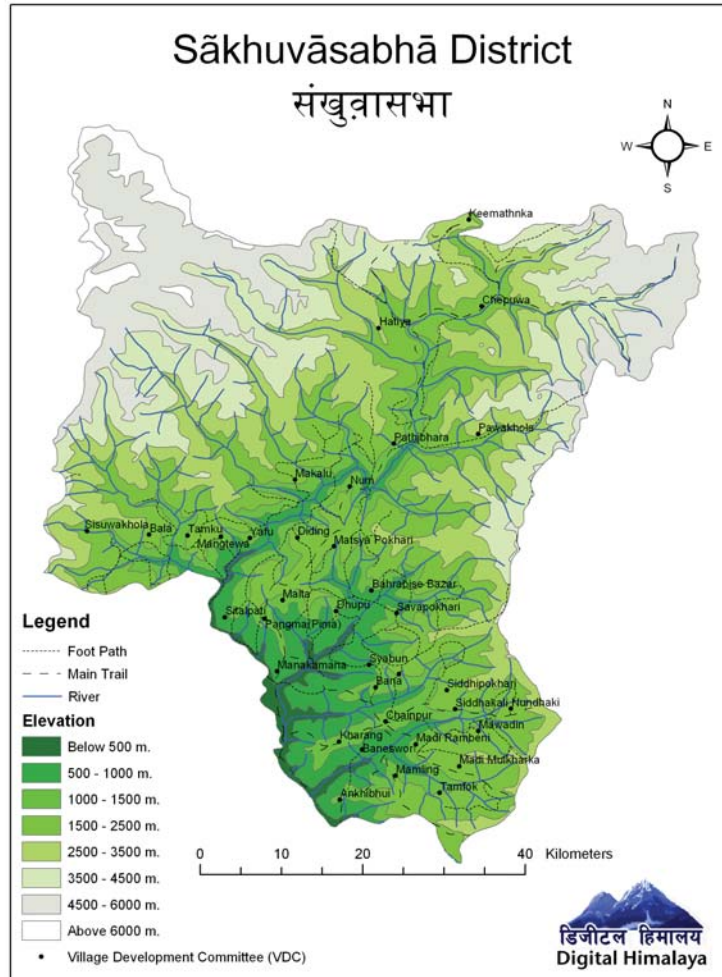 Sãkhuvāsabhā District
संखुवा़सभा
N
W E
S
Keemathnka
Chepuwa
Hatiya
Pathibhara
Pawakhola
Makalu
Num
Sisuwakhola
Bala
Tamku
Mangtewa
Yafu
Diding
Matsya Pokhari
Bahrabise Bazar
Malta
Dhupu
Savapokhari
Sitalpati
Pangma(Pima)
Manakamana
Syabun
Bana
Siddhipokhari
Siddhakali
Nundhaki
Chainpur
Mawadin
Kharang
Baneswor
Madi Rambeni
Madi Mulkharka
Mamling
Tamfok
Ankhibhui
Legend
Foot Path
Main Trail
River
Elevation
Below 500 m.
500 - 1000 m.
1000 - 1500 m.
1500 - 2500 m.
2500 - 3500 m.
3500 - 4500 m.
4500 - 6000 m.
Above 6000 m.
Village Development Committee (VDC)
0 10 20 40 Kilometers
डिजीटल हिमालय
Digital Himalaya